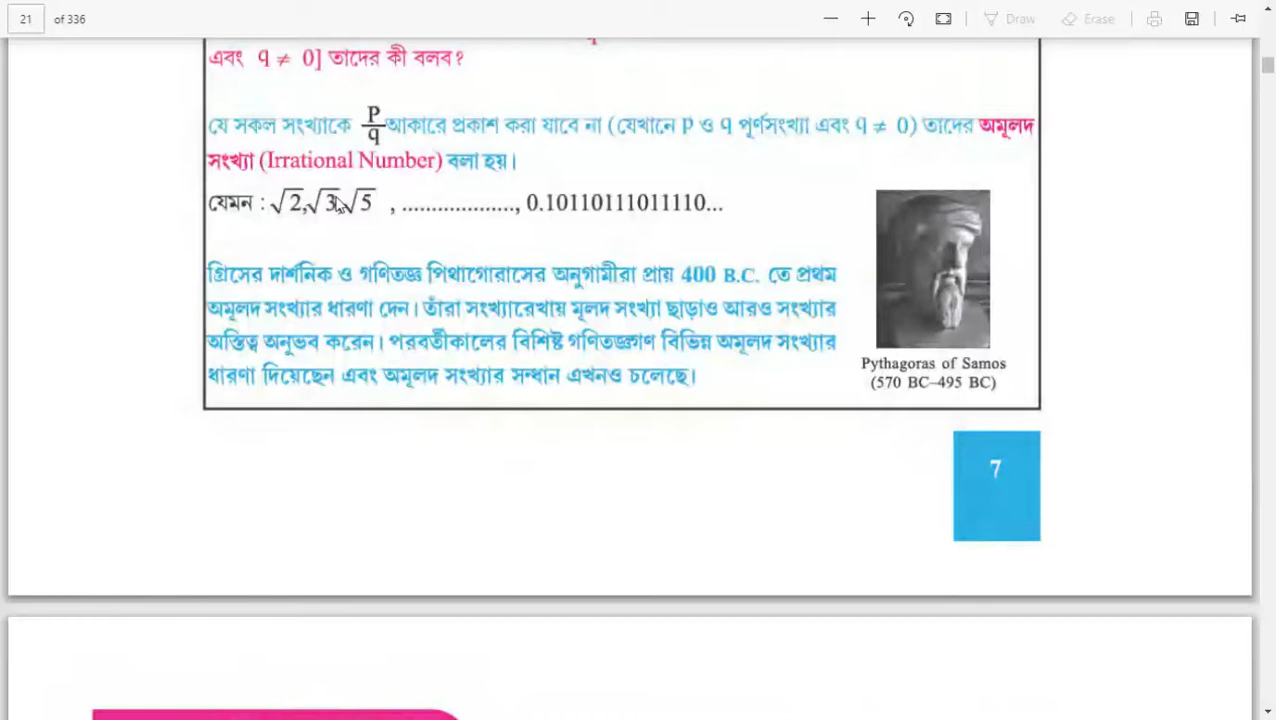 21 of 336 Draw Erase
এবং q ≠ 0] তাদের কী বলব?
যে সকল সংখ্যাকে p/q আকারে প্রকাশ করা যাবে না (যেখানে p ও q পূর্ণসংখ্যা এবং q ≠ 0) তাদের অমূলদ
সংখ্যা (Irrational Number) বলা হয়।
যেমন : √2,√3,√5 , ..................., 0.10110111011110...
গ্রিসের দার্শনিক ও গণিতজ্ঞ পিথাগোরাসের অনুগামীরা প্রায় 400 B.C. তে প্রথম
অমূলদ সংখ্যার ধারণা দেন। তাঁরা সংখ্যারেখায় মূলদ সংখ্যা ছাড়াও আরও সংখ্যার
অস্তিত্ব অনুভব করেন। পরবর্তীকালের বিশিষ্ট গণিতজ্ঞগণ বিভিন্ন অমূলদ সংখ্যার
ধারণা দিয়েছেন এবং অমূলদ সংখ্যার সন্ধান এখনও চলেছে।
Pythagoras of Samos
(570 BC–495 BC)
7